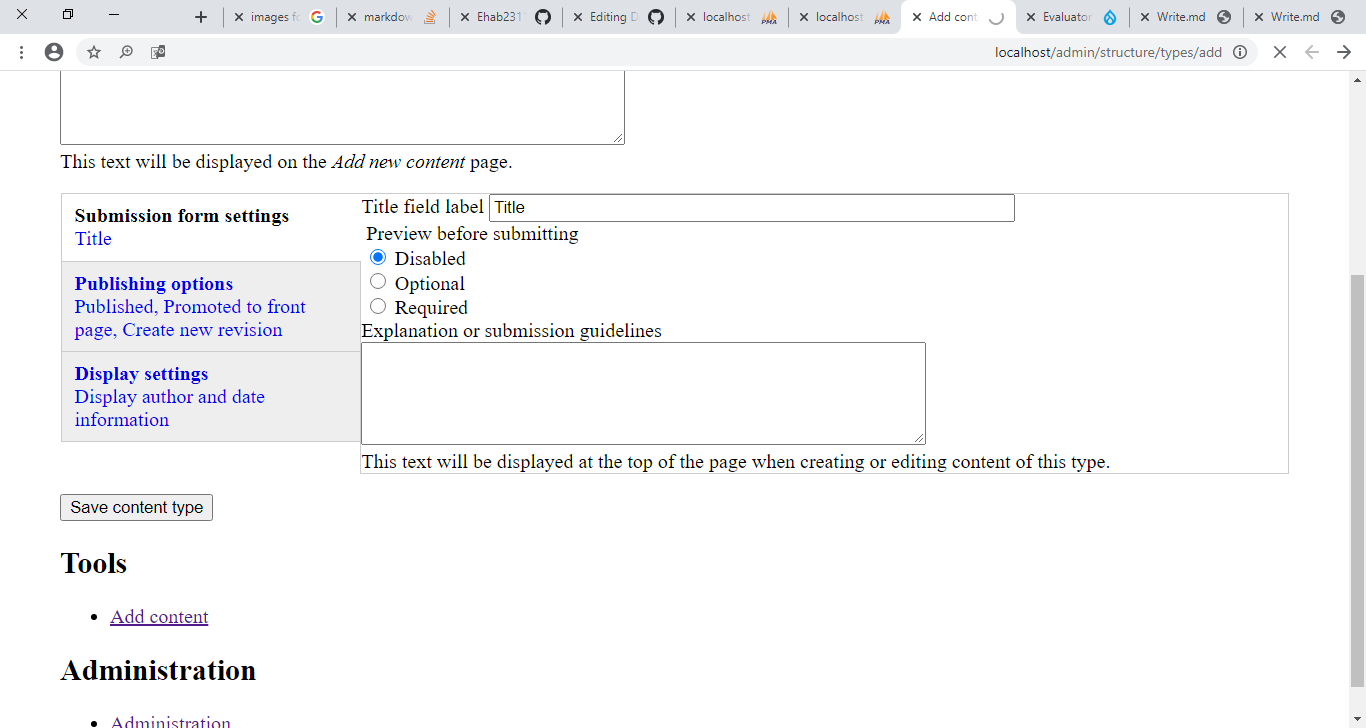 images fo
markdow
Ehab231
Editing D
localhost
localhost
Add cont
Evaluator
Write.md
Write.md
localhost/admin/structure/types/add
This text will be displayed on the Add new content page.
Submission form settings
Title
Publishing options
Published, Promoted to front
page, Create new revision
Display settings
Display author and date
information
Title field label Title
Preview before submitting
Disabled
Optional
Required
Explanation or submission guidelines
This text will be displayed at the top of the page when creating or editing content of this type.
Save content type
Tools
Add content
Administration
Administration